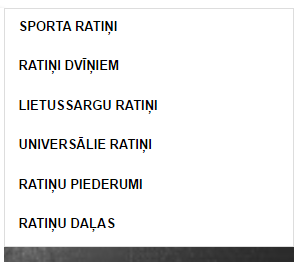 SPORTA RATIŅI
RATIŅI DVĪŅIEM
LIETUSSARGU RATIŅI
UNIVERSĀLIE RATIŅI
RATIŅU PIEDERUMI
RATIŅU DAĻAS